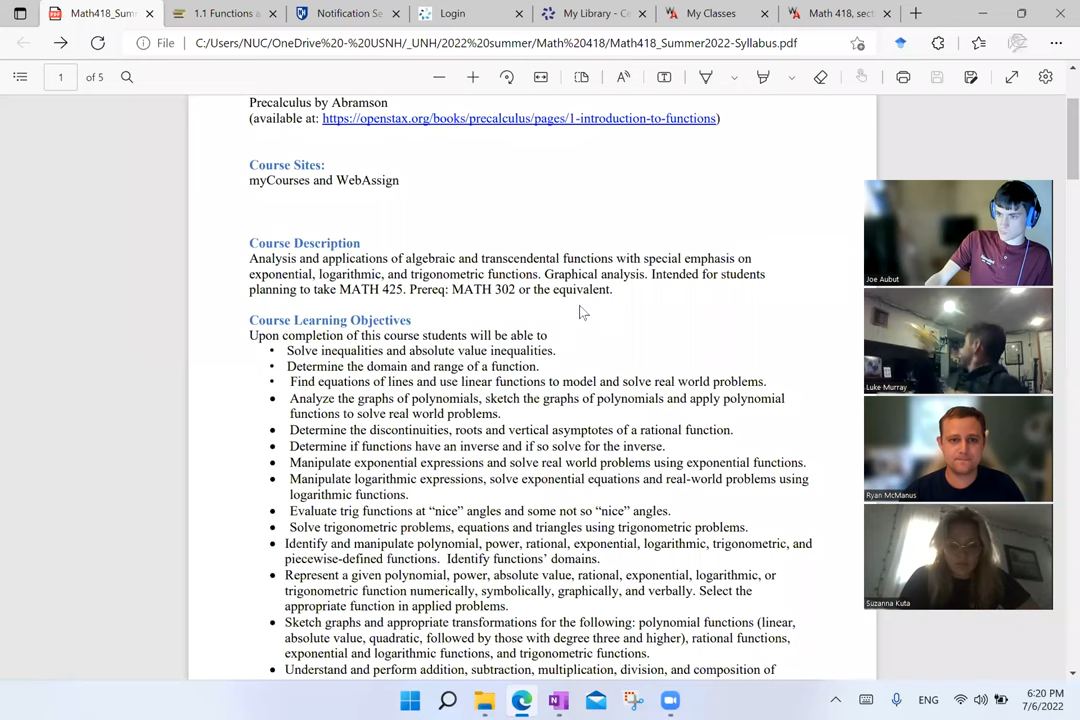 Math418_Summ
1.1 Functions a
Notification Se
Login
My Library - Ce
My Classes
Math 418, sect
File
C:/Users/NUC/OneDrive%20-%20USNH/_UNH/2022%20summer/Math%20418/Math418_Summer2022-Syllabus.pdf
1 of 5
Precalculus by Abramson
(available at: https://openstax.org/books/precalculus/pages/1-introduction-to-functions)
Course Sites:
myCourses and WebAssign
Course Description
Analysis and applications of algebraic and transcendental functions with special emphasis on
exponential, logarithmic, and trigonometric functions. Graphical analysis. Intended for students
planning to take MATH 425. Prereq: MATH 302 or the equivalent.
Course Learning Objectives
Upon completion of this course students will be able to
• Solve inequalities and absolute value inequalities.
• Determine the domain and range of a function.
• Find equations of lines and use linear functions to model and solve real world problems.
• Analyze the graphs of polynomials, sketch the graphs of polynomials and apply polynomial
functions to solve real world problems.
• Determine the discontinuities, roots and vertical asymptotes of a rational function.
• Determine if functions have an inverse and if so solve for the inverse.
• Manipulate exponential expressions and solve real world problems using exponential functions.
• Manipulate logarithmic expressions, solve exponential equations and real-world problems using
logarithmic functions.
• Evaluate trig functions at “nice” angles and some not so “nice” angles.
• Solve trigonometric problems, equations and triangles using trigonometric problems.
• Identify and manipulate polynomial, power, rational, exponential, logarithmic, trigonometric, and
piecewise-defined functions. Identify functions’ domains.
• Represent a given polynomial, power, absolute value, rational, exponential, logarithmic, or
trigonometric function numerically, symbolically, graphically, and verbally. Select the
appropriate function in applied problems.
• Sketch graphs and appropriate transformations for the following: polynomial functions (linear,
absolute value, quadratic, followed by those with degree three and higher), rational functions,
exponential and logarithmic functions, and trigonometric functions.
• Understand and perform addition, subtraction, multiplication, division, and composition of
Joe Aubut
Luke Murray
Ryan McManus
Suzanna Kuta
ENG
6:20 PM
7/6/2022